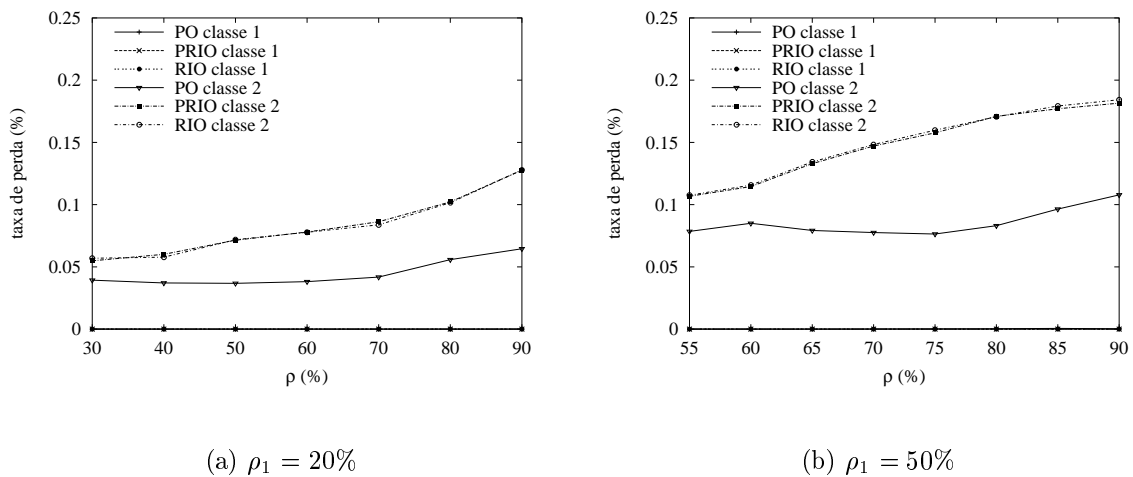 0.25
0.2
0.15
0.1
0.05
0
taxa de perda (%)
PO classe 1
PRIO classe 1
RIO classe 1
PO classe 2
PRIO classe 2
RIO classe 2
30 40 50 60 70 80 90
ρ (%)
(a) ρ₁ = 20%
0.25
0.2
0.15
0.1
0.05
0
taxa de perda (%)
PO classe 1
PRIO classe 1
RIO classe 1
PO classe 2
PRIO classe 2
RIO classe 2
55 60 65 70 75 80 85 90
ρ (%)
(b) ρ₁ = 50%